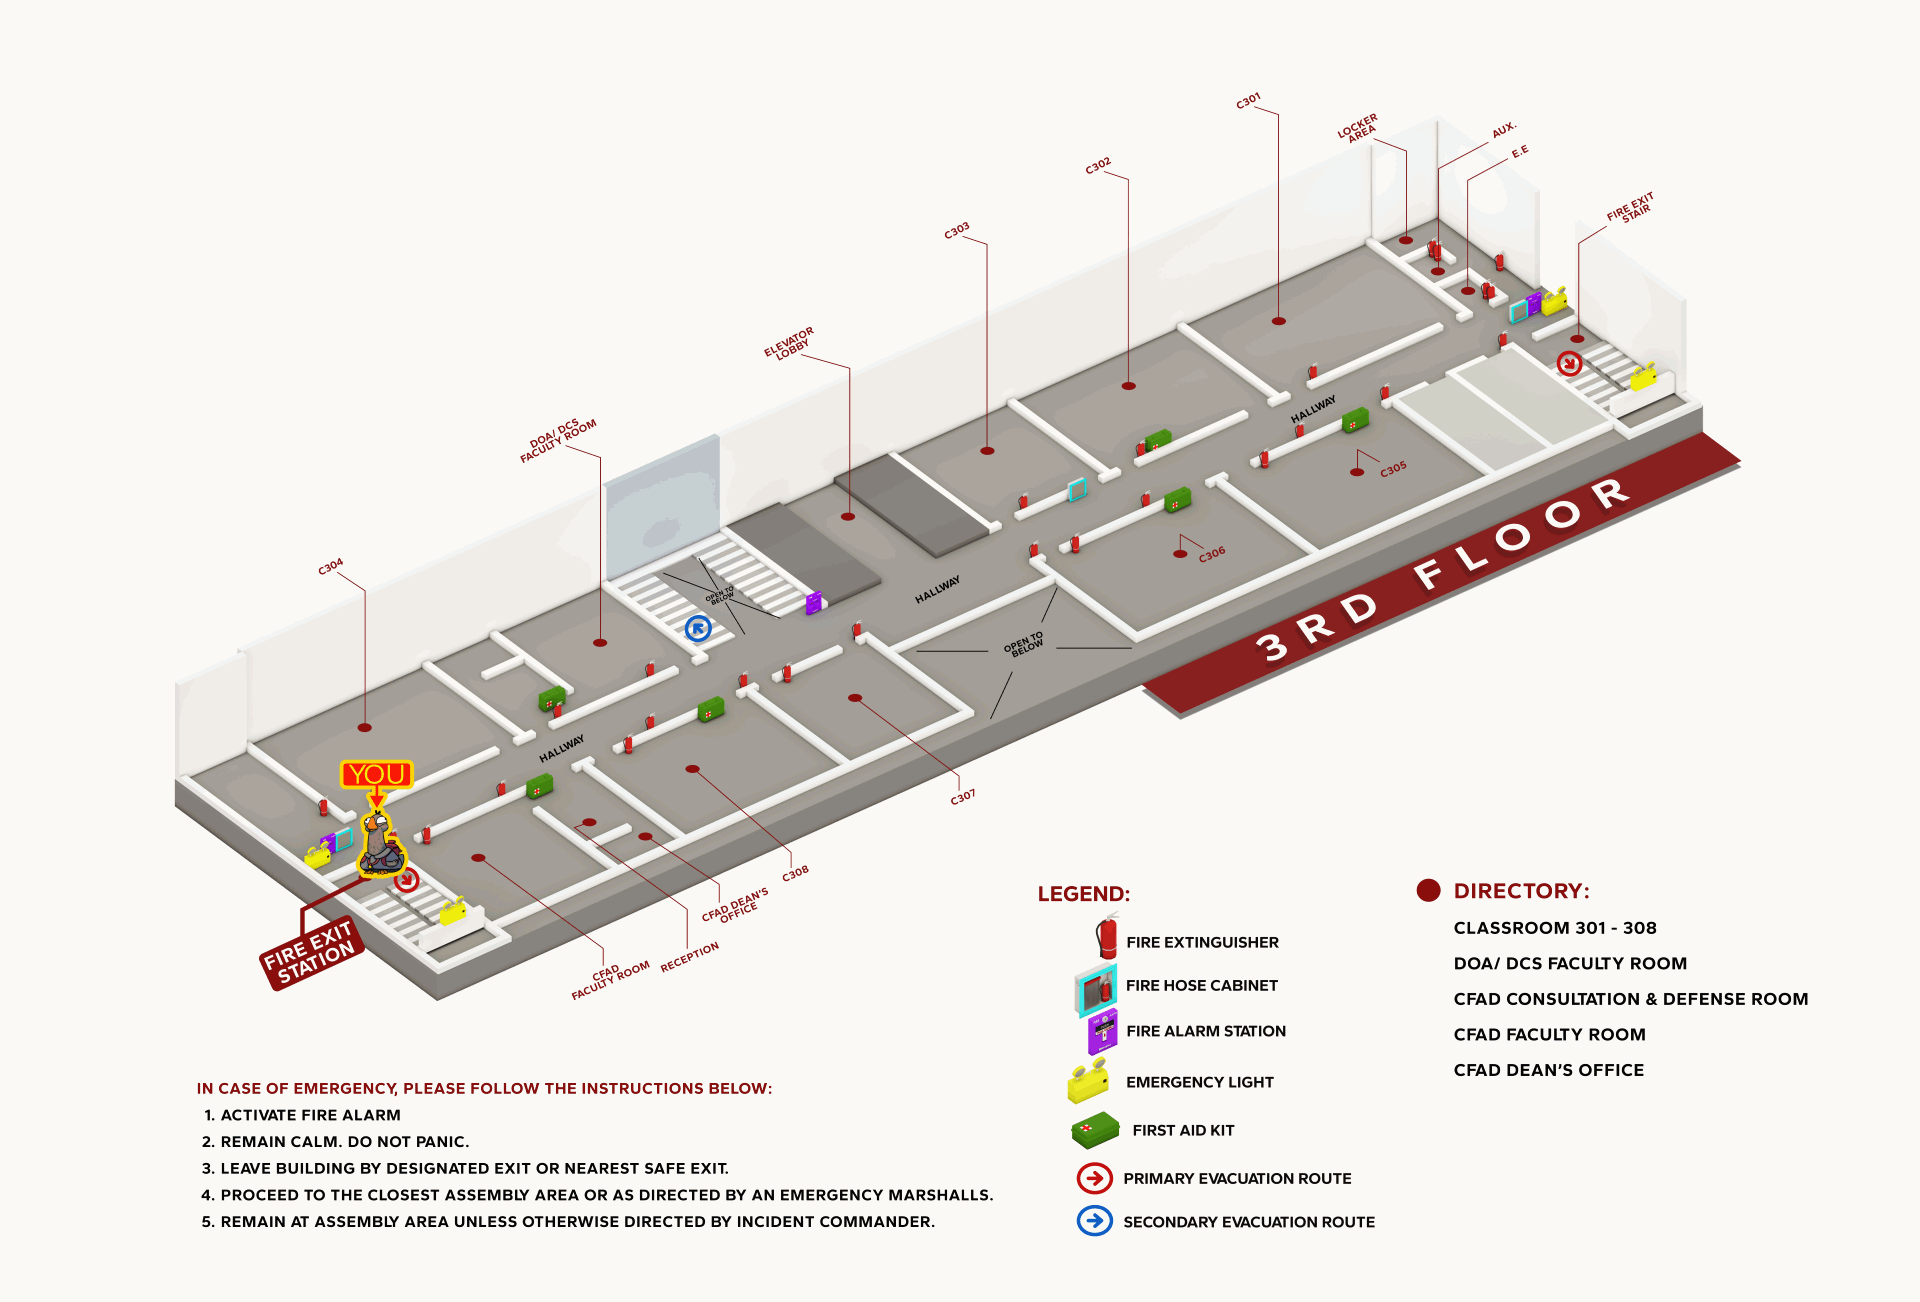 C301
LOCKER
AREA
AUX.
E.E
C302
FIRE EXIT
STAIR
C303
ELEVATOR
LOBBY
DOA/ DCS
FACULTY ROOM
HALLWAY
C305
C304
C306
HALLWAY
OPEN TO
BELOW
OPEN TO
BELOW
3RD FLOOR
HALLWAY
YOU
C307
C308
CFAD DEAN'S
OFFICE
RECEPTION
CFAD
FACULTY ROOM
FIRE EXIT
STATION
LEGEND:
FIRE EXTINGUISHER
FIRE HOSE CABINET
FIRE ALARM STATION
EMERGENCY LIGHT
FIRST AID KIT
PRIMARY EVACUATION ROUTE
SECONDARY EVACUATION ROUTE
DIRECTORY:
CLASSROOM 301 - 308
DOA/ DCS FACULTY ROOM
CFAD CONSULTATION & DEFENSE ROOM
CFAD FACULTY ROOM
CFAD DEAN'S OFFICE
IN CASE OF EMERGENCY, PLEASE FOLLOW THE INSTRUCTIONS BELOW:
1. ACTIVATE FIRE ALARM
2. REMAIN CALM. DO NOT PANIC.
3. LEAVE BUILDING BY DESIGNATED EXIT OR NEAREST SAFE EXIT.
4. PROCEED TO THE CLOSEST ASSEMBLY AREA OR AS DIRECTED BY AN EMERGENCY MARSHALLS.
5. REMAIN AT ASSEMBLY AREA UNLESS OTHERWISE DIRECTED BY INCIDENT COMMANDER.